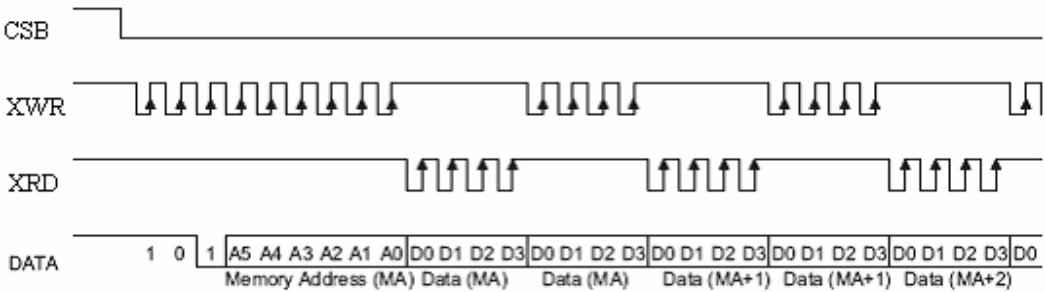 CSB
XWR
XRD
DATA 1 0 1 A5 A4 A3 A2 A1 A0 D0 D1 D2 D3 D0 D1 D2 D3 D0 D1 D2 D3 D0 D1 D2 D3 D0 D1 D2 D3 D0
Memory Address (MA) Data (MA) Data (MA) Data (MA+1) Data (MA+1) Data (MA+2)